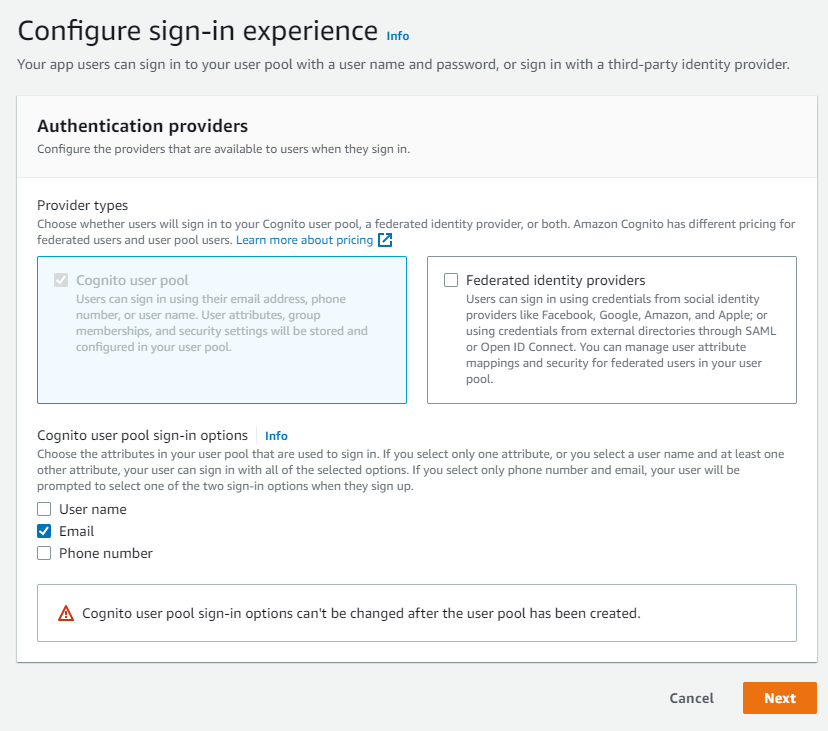 Configure sign-in experience Info
Your app users can sign in to your user pool with a user name and password, or sign in with a third-party identity provider.
Authentication providers
Configure the providers that are available to users when they sign in.
Provider types
Choose whether users will sign in to your Cognito user pool, a federated identity provider, or both. Amazon Cognito has different pricing for
federated users and user pool users. Learn more about pricing
Cognito user pool
Users can sign in using their email address, phone
number, or user name. User attributes, group
memberships, and security settings will be stored and
configured in your user pool.
Federated identity providers
Users can sign in using credentials from social identity
providers like Facebook, Google, Amazon, and Apple; or
using credentials from external directories through SAML
or Open ID Connect. You can manage user attribute
mappings and security for federated users in your user
pool.
Cognito user pool sign-in options Info
Choose the attributes in your user pool that are used to sign in. If you select only one attribute, or you select a user name and at least one
other attribute, your user can sign in with all of the selected options. If you select only phone number and email, your user will be
prompted to select one of the two sign-in options when they sign up.
User name
Email
Phone number
Cognito user pool sign-in options can't be changed after the user pool has been created.
Cancel Next